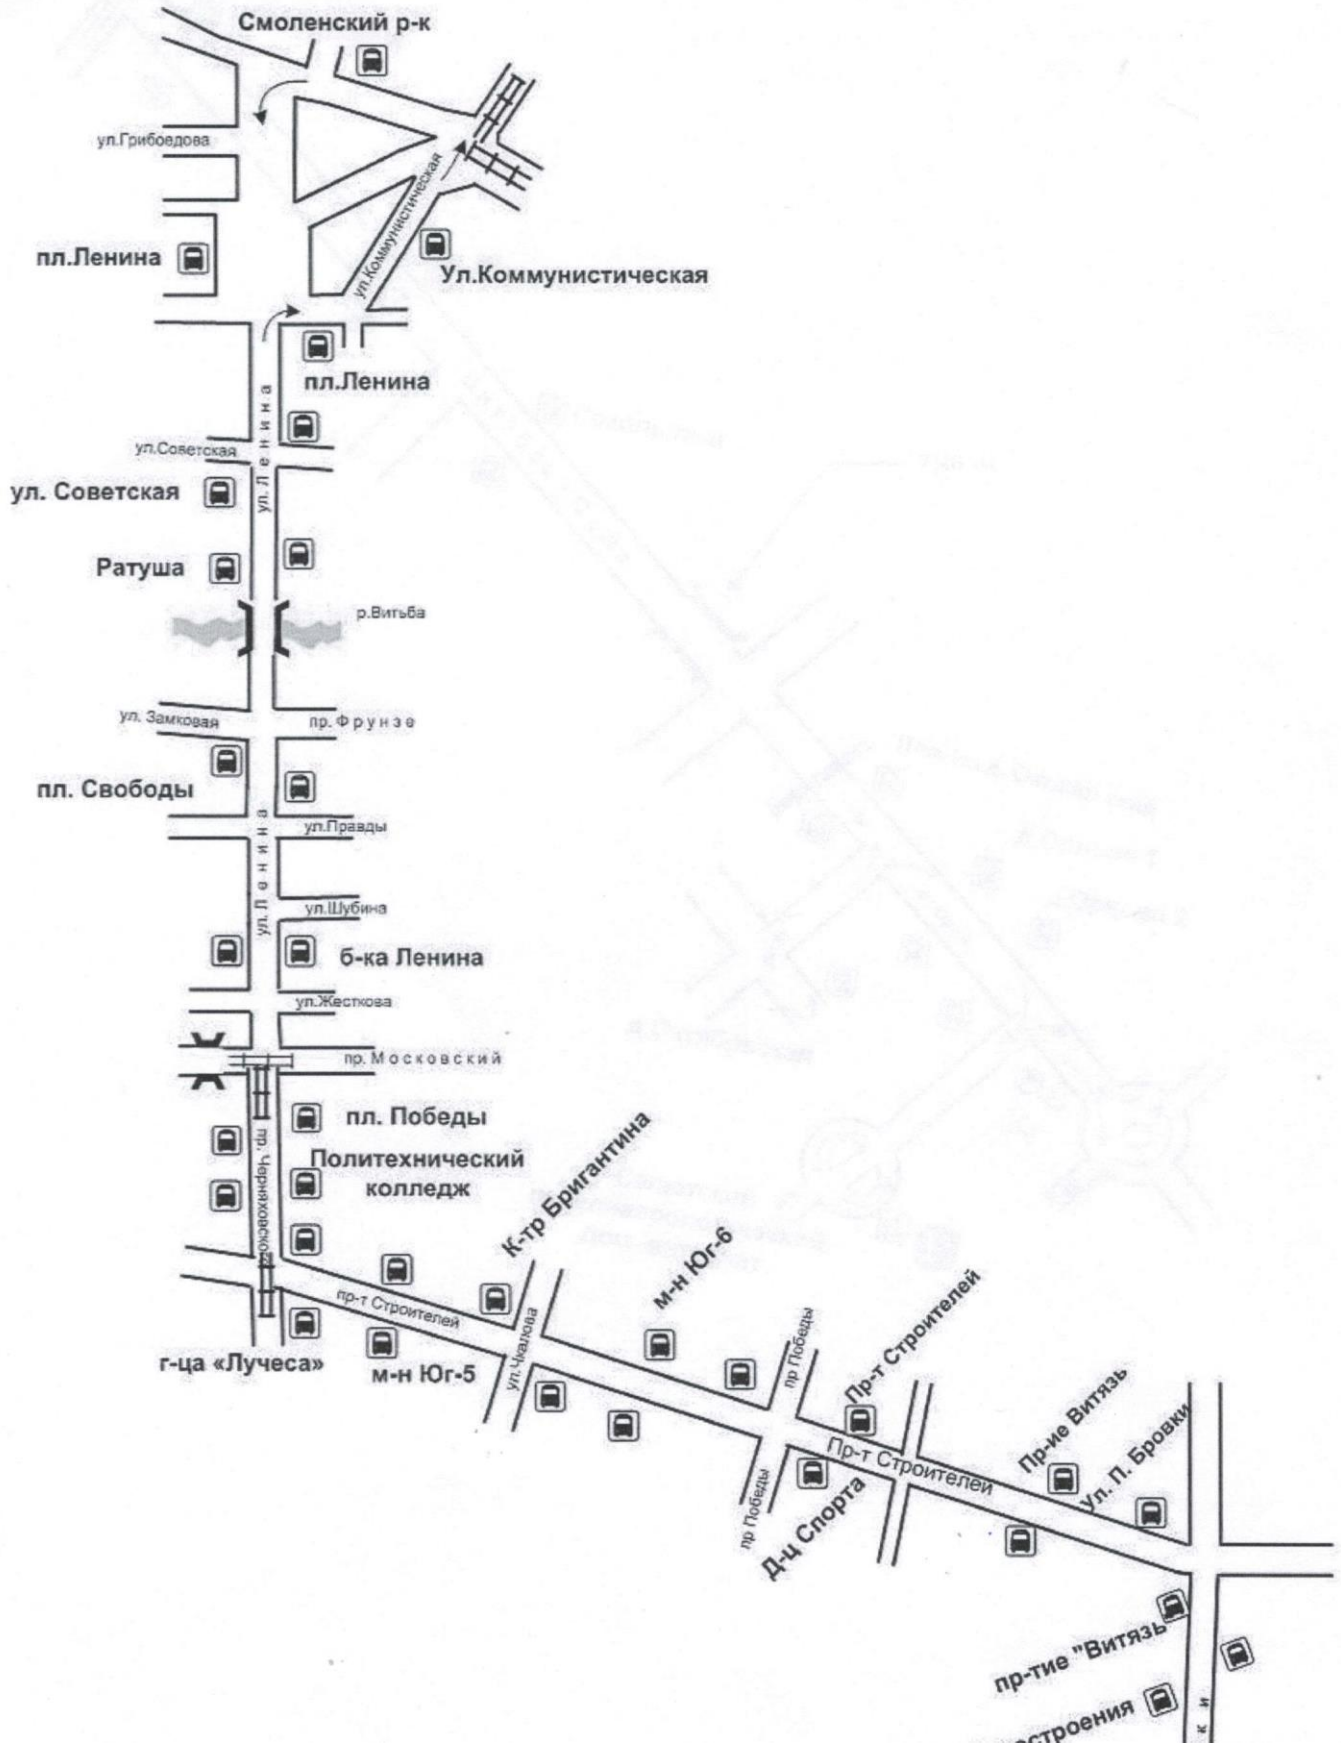 Смоленский р-к
ул.Грибоедова
ул.Коммунистическая
пл.Ленина
Ул.Коммунистическая
пл.Ленина
ул. Ленина
ул.Советская
ул. Советская
Ратуша
р.Витьба
ул. Замковая
пр. Фрунзе
пл. Свободы
ул.Правды
ул. Ленина
ул.Шубина
б-ка Ленина
ул.Жесткова
пр. Московский
пл. Победы
пр. Черняховского
Политехнический
колледж
К-тр Бригантина
м-н Юг-6
пр-т Строителей
г-ца «Лучеса»
м-н Юг-5
ул.Чкалова
пр Победы
Пр-т Строителей
Пр-т Строителей
пр Победы
Д-ц Спорта
Пр-ие Витязь
Ул. П. Бровки
пр-тие "Витязь